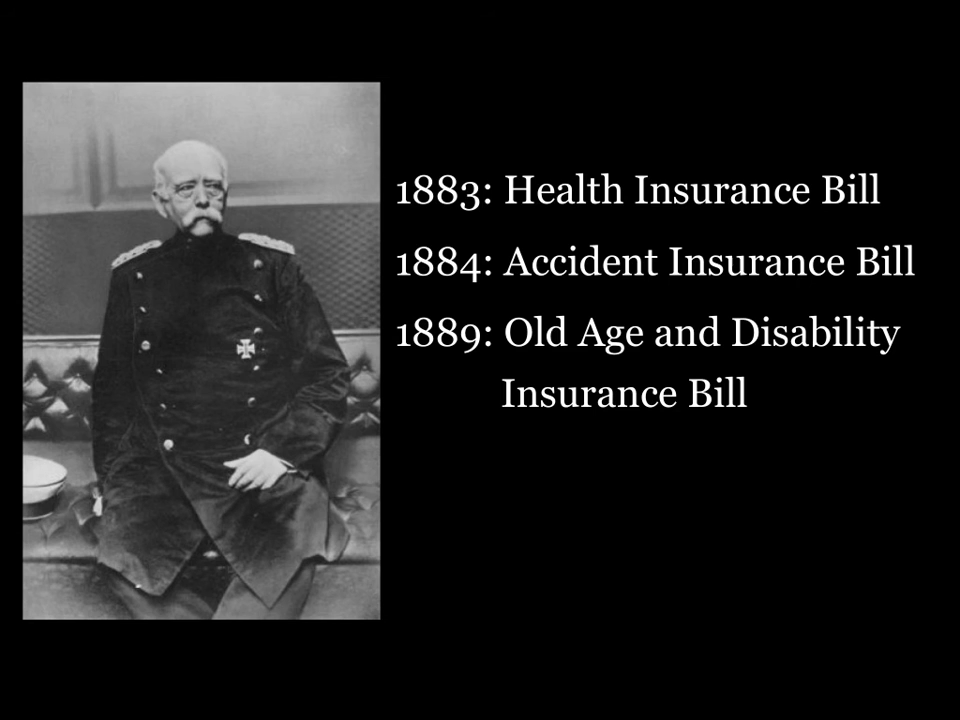 1883: Health Insurance Bill
1884: Accident Insurance Bill
1889: Old Age and Disability
Insurance Bill